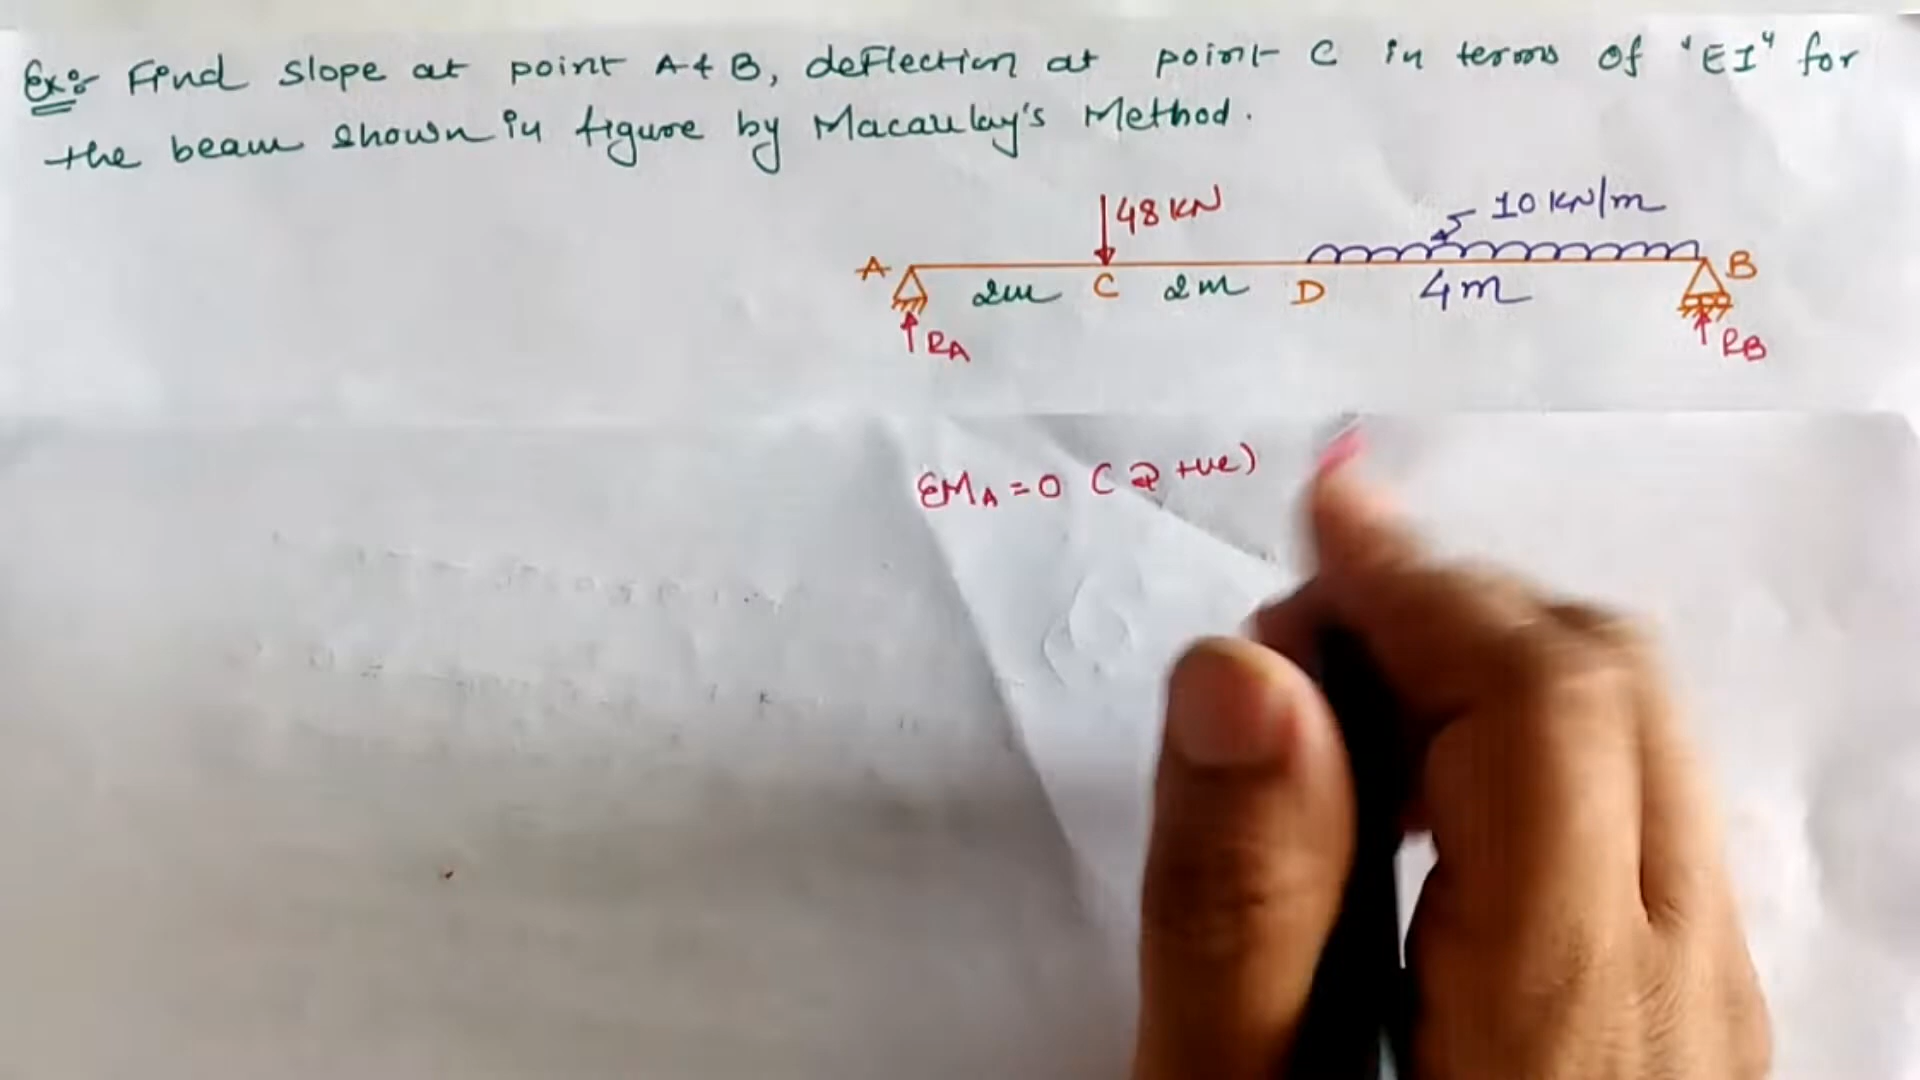 Ex:- Find slope at point A & B, deflection at point C in terms of "EI" for
the beam shown in figure by Macaulay's Method.
48 KN
10 KN/m
A 2m C 2m D 4m B
RA
RB
ΣMA = 0 (↻ +ve)